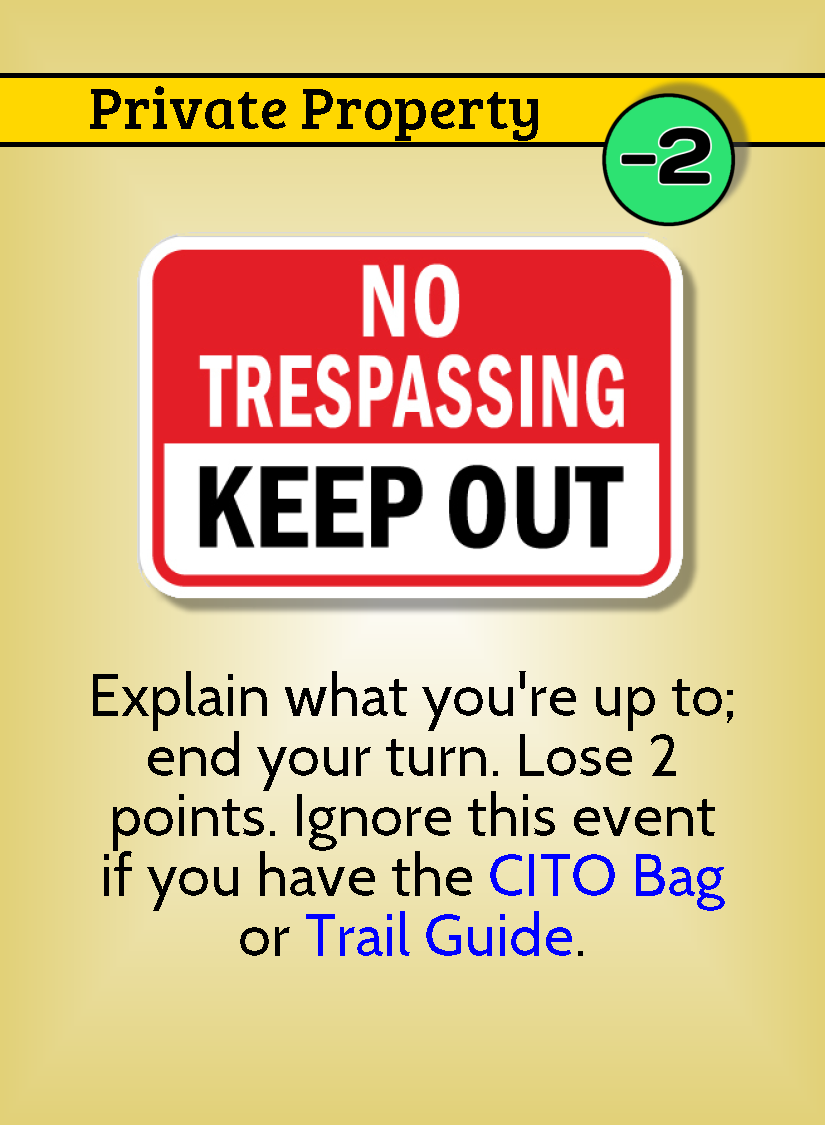 Private Property
-2
NO
TRESPASSING
KEEP OUT
Explain what you're up to;
end your turn. Lose 2
points. Ignore this event
if you have the CITO Bag
or Trail Guide.